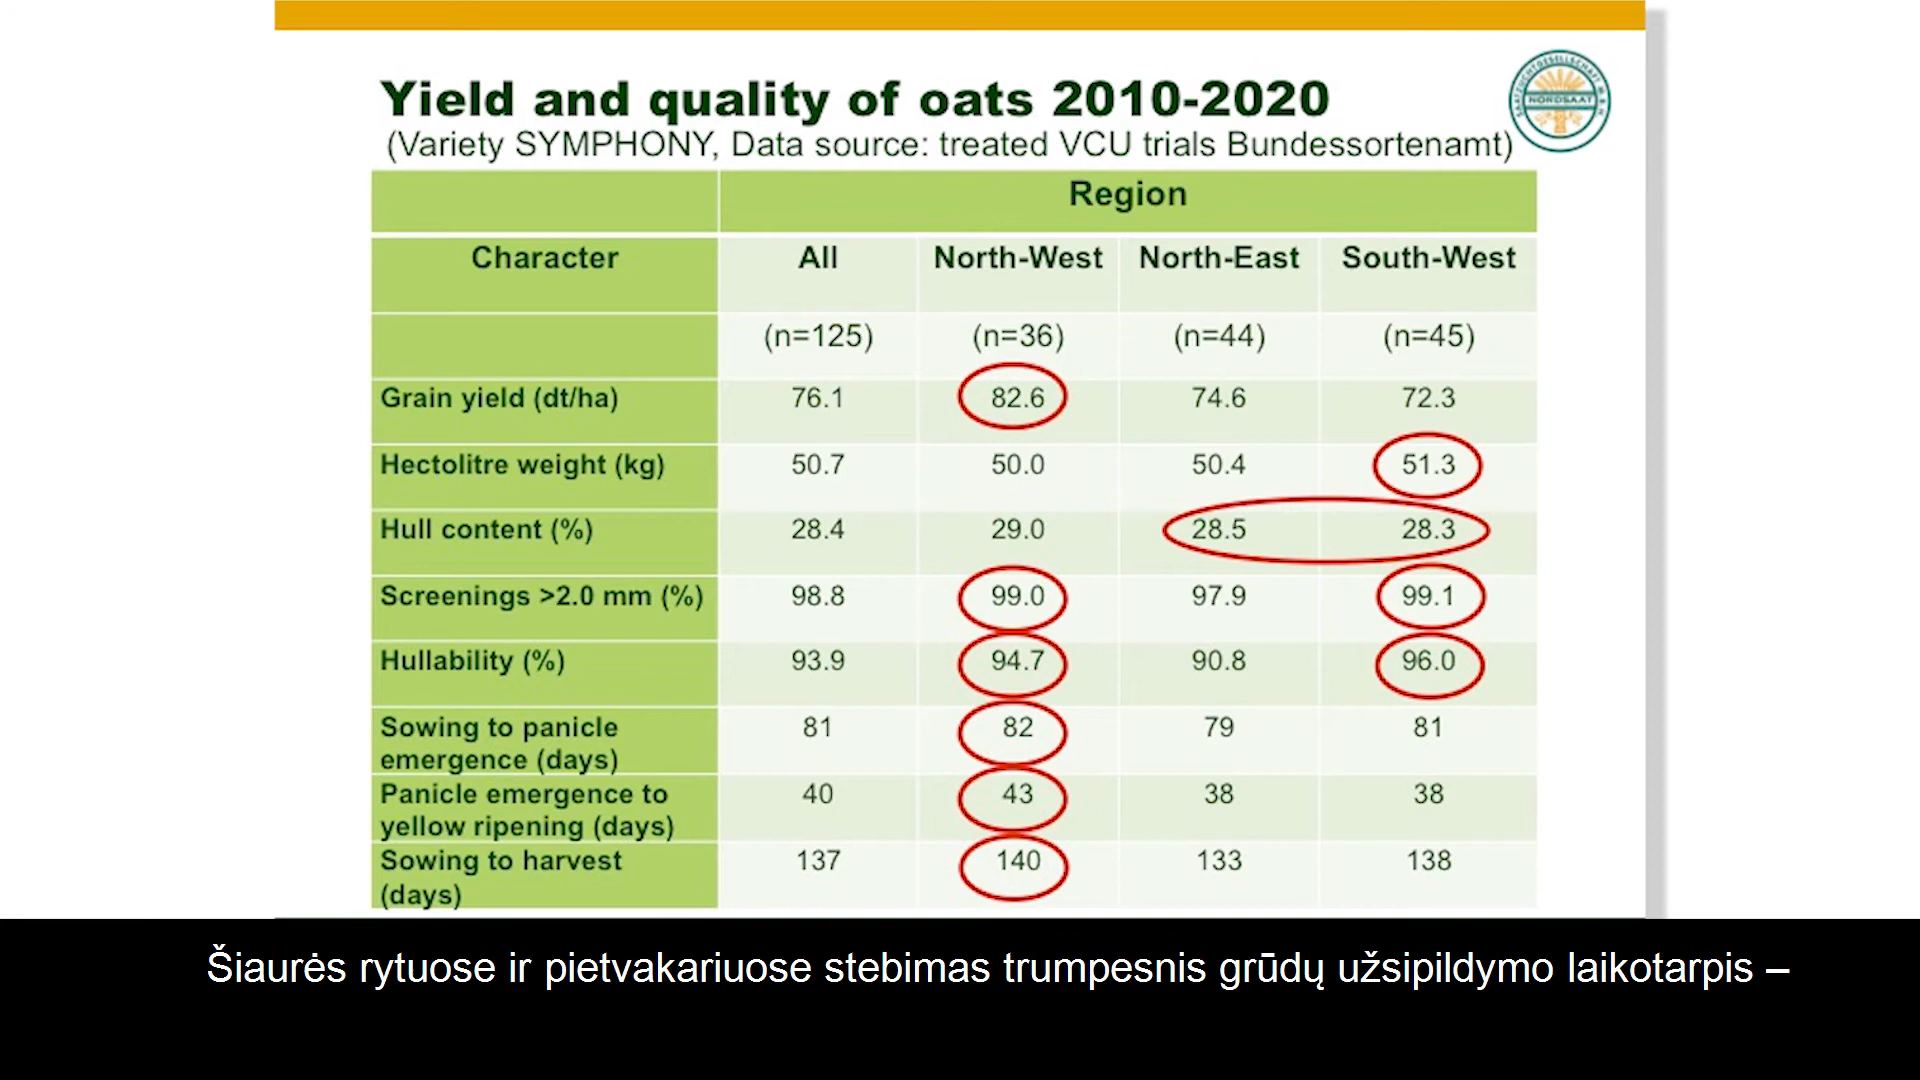 Yield and quality of oats 2010-2020
(Variety SYMPHONY, Data source: treated VCU trials Bundessortenamt)
NORDSAAT
SAATZUCHTGESELLSCHAFT M.B.H.
Region
Character All North-West North-East South-West
(n=125) (n=36) (n=44) (n=45)
Grain yield (dt/ha) 76.1 82.6 74.6 72.3
Hectolitre weight (kg) 50.7 50.0 50.4 51.3
Hull content (%) 28.4 29.0 28.5 28.3
Screenings >2.0 mm (%) 98.8 99.0 97.9 99.1
Hullability (%) 93.9 94.7 90.8 96.0
Sowing to panicle 81 82 79 81
emergence (days)
Panicle emergence to 40 43 38 38
yellow ripening (days)
Sowing to harvest 137 140 133 138
(days)
Šiaurės rytuose ir pietvakariuose stebimas trumpesnis grūdų užsipildymo laikotarpis –